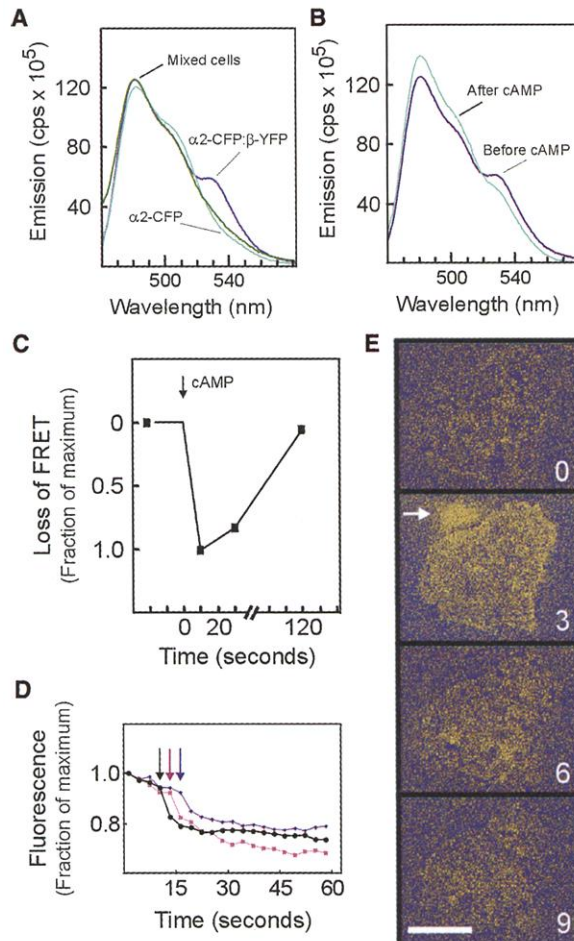 A
Emission (cps x 10⁵)
120
80
40
Mixed cells
α2-CFP:β-YFP
α2-CFP
500 540
Wavelength (nm)
B
Emission (cps x 10⁵)
120
80
40
After cAMP
Before cAMP
500 540
Wavelength (nm)
C
cAMP
Loss of FRET
(Fraction of maximum)
0
0.5
1.0
0 20 120
Time (seconds)
D
Fluorescence
(Fraction of maximum)
1.0
0.8
15 30 45 60
Time (seconds)
E
0
3
6
9